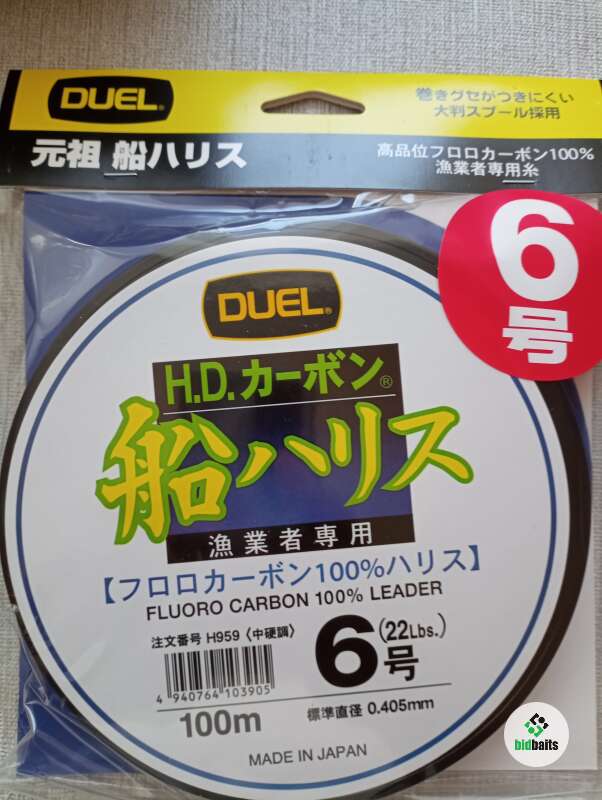 DUEL®
巻きグセがつきにくい
大判スプール採用
元祖 船ハリス
高品位フロロカーボン100%
漁業者専用糸
6
号
DUEL®
H.D.カーボン®
船ハリス
漁業者専用
【フロロカーボン100%ハリス】
FLUORO CARBON 100% LEADER
注文番号 H959〈中硬調〉
6号(22Lbs.)
4 940764 103905
100m
標準直径 0.405mm
MADE IN JAPAN
bidbaits